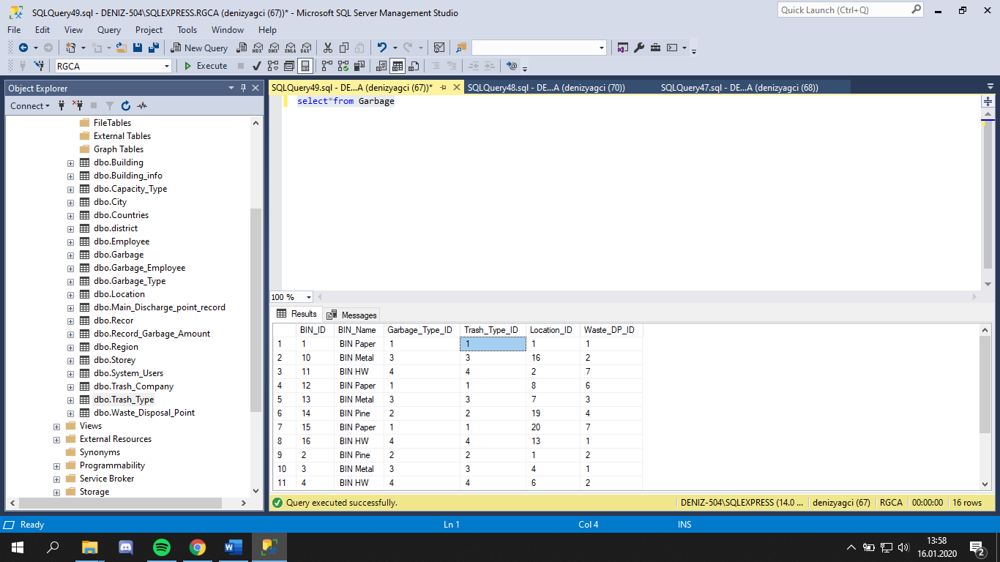 SQLQuery49.sql - DENIZ-504\SQLEXPRESS.RGCA (denizyagci (67))* - Microsoft SQL Server Management Studio
Quick Launch (Ctrl+Q)
File Edit View Query Project Tools Window Help
New Query MDX DMX XMLA DAX
RGCA Execute
Object Explorer
SQLQuery49.sql - DE...A (denizyagci (67))* SQLQuery48.sql - DE...A (denizyagci (70)) SQLQuery47.sql - DE...A (denizyagci (68))
Connect
select*from Garbage
FileTables
External Tables
Graph Tables
dbo.Building
dbo.Building_info
dbo.Capacity_Type
dbo.City
dbo.Countries
dbo.district
dbo.Employee
dbo.Garbage
dbo.Garbage_Employee
dbo.Garbage_Type
dbo.Location
dbo.Main_Discharge_point_record
dbo.Recor
dbo.Record_Garbage_Amount
dbo.Region
dbo.Storey
dbo.System_Users
dbo.Trash_Company
dbo.Trash_Type
dbo.Waste_Disposal_Point
Views
External Resources
Synonyms
Programmability
Service Broker
Storage
100 %
Results Messages
BIN_ID BIN_Name Garbage_Type_ID Trash_Type_ID Location_ID Waste_DP_ID
1 1 BIN Paper 1 1 1 1
2 10 BIN Metal 3 3 16 2
3 11 BIN HW 4 4 2 7
4 12 BIN Paper 1 1 8 6
5 13 BIN Metal 3 3 7 3
6 14 BIN Pine 2 2 19 4
7 15 BIN Paper 1 1 20 7
8 16 BIN HW 4 4 13 1
9 2 BIN Pine 2 2 1 2
10 3 BIN Metal 3 3 4 1
11 4 BIN HW 4 4 6 2
Query executed successfully. DENIZ-504\SQLEXPRESS (14.0 ... denizyagci (67) RGCA 00:00:00 16 rows
Ready Ln 1 Col 4 INS
13:58
16.01.2020
2